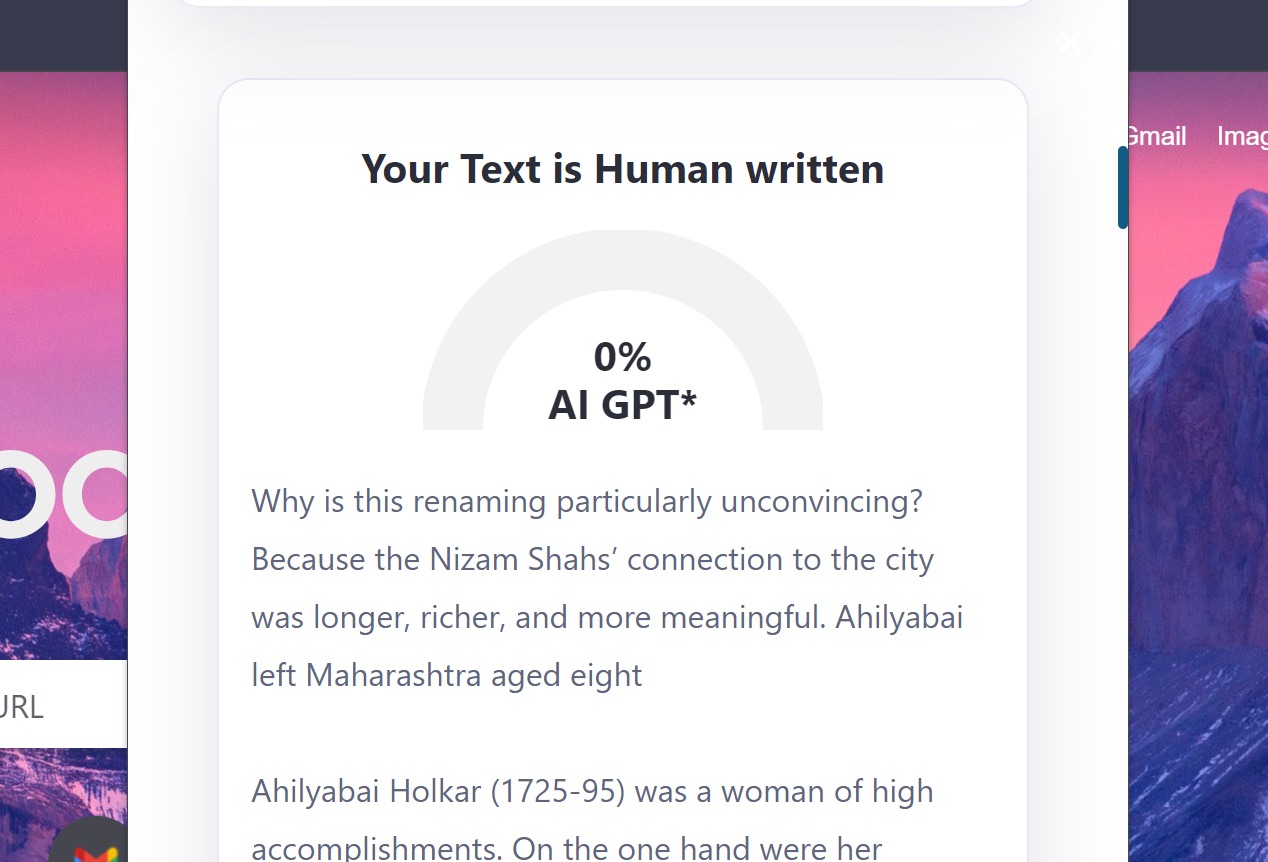 Gmail
Imag
Your Text is Human written
0%
AI GPT*
Why is this renaming particularly unconvincing?
Because the Nizam Shahs’ connection to the city
was longer, richer, and more meaningful. Ahilyabai
left Maharashtra aged eight
URL
Ahilyabai Holkar (1725-95) was a woman of high
accomplishments. On the one hand were her